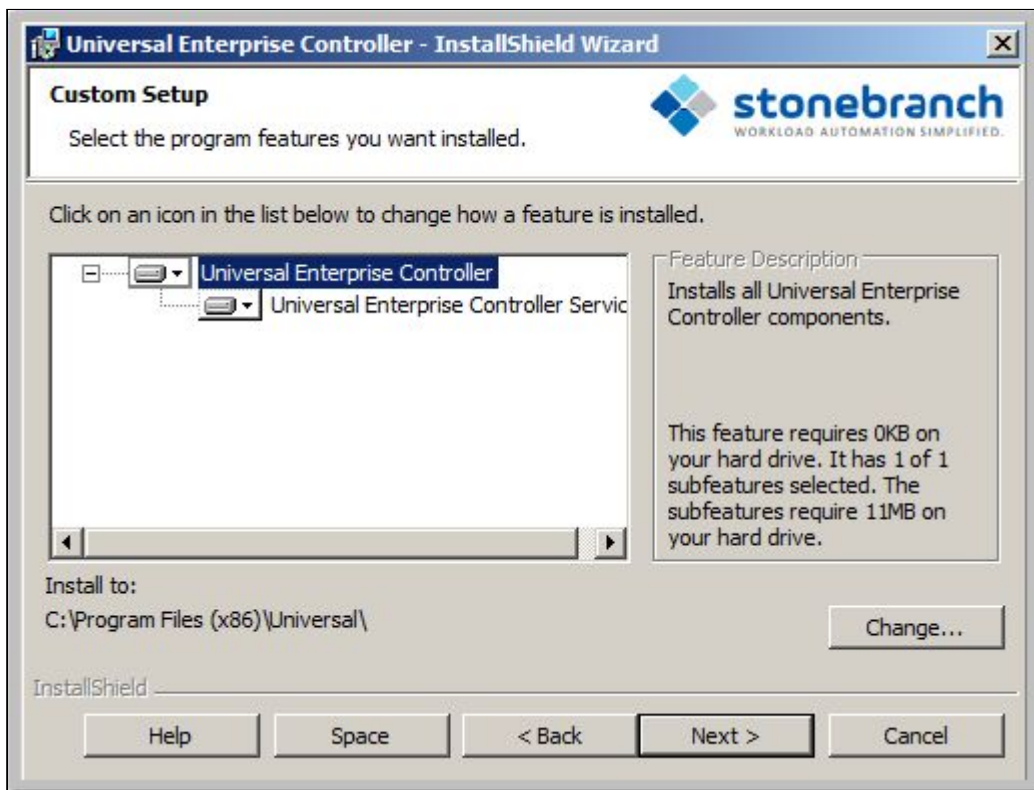 Universal Enterprise Controller - InstallShield Wizard
Custom Setup
Select the program features you want installed.
stonebranch
WORKLOAD AUTOMATION SIMPLIFIED.
Click on an icon in the list below to change how a feature is installed.
Universal Enterprise Controller
Universal Enterprise Controller Servic
Feature Description
Installs all Universal Enterprise
Controller components.
This feature requires 0KB on
your hard drive. It has 1 of 1
subfeatures selected. The
subfeatures require 11MB on
your hard drive.
Install to:
C:\Program Files (x86)\Universal\
Change...
InstallShield
Help
Space
< Back
Next >
Cancel